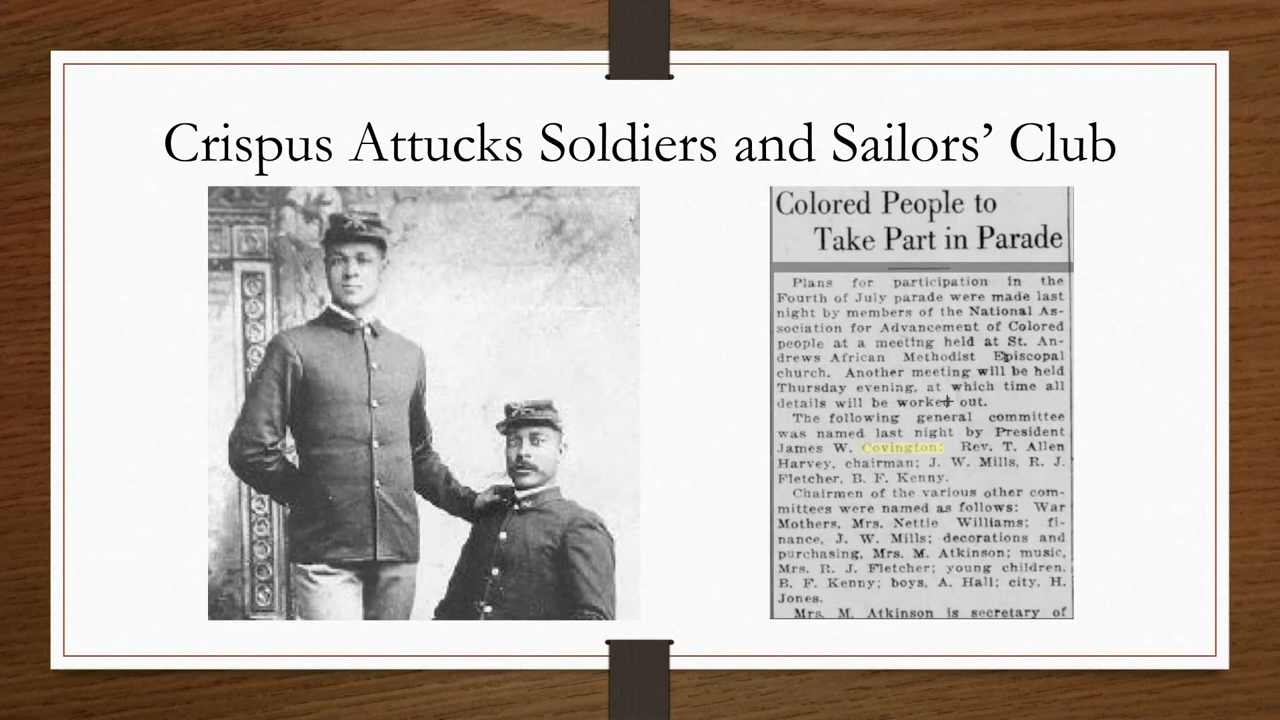 Crispus Attucks Soldiers and Sailors’ Club
Colored People to
Take Part in Parade
Plans for participation in the
Fourth of July parade were made last
night by members of the National As-
sociation for Advancement of Colored
people at a meeting held at St. An-
drews African Methodist Episcopal
church. Another meeting will be held
Thursday evening, at which time all
details will be worked out.
The following general committee
was named last night by President
James W. Covington: Rev. T. Allen
Harvey, chairman; J. W. Mills, R. J.
Fletcher, B. F. Kenny.
Chairmen of the various other com-
mittees were named as follows: War
Mothers, Mrs. Nettie Williams; fi-
nance, J. W. Mills; decorations and
purchasing, Mrs. M. Atkinson; music,
Mrs. R. J. Fletcher; young children.
B. F. Kenny; boys, A. Hall; city, H.
Jones.
Mrs. M. Atkinson is secretary of